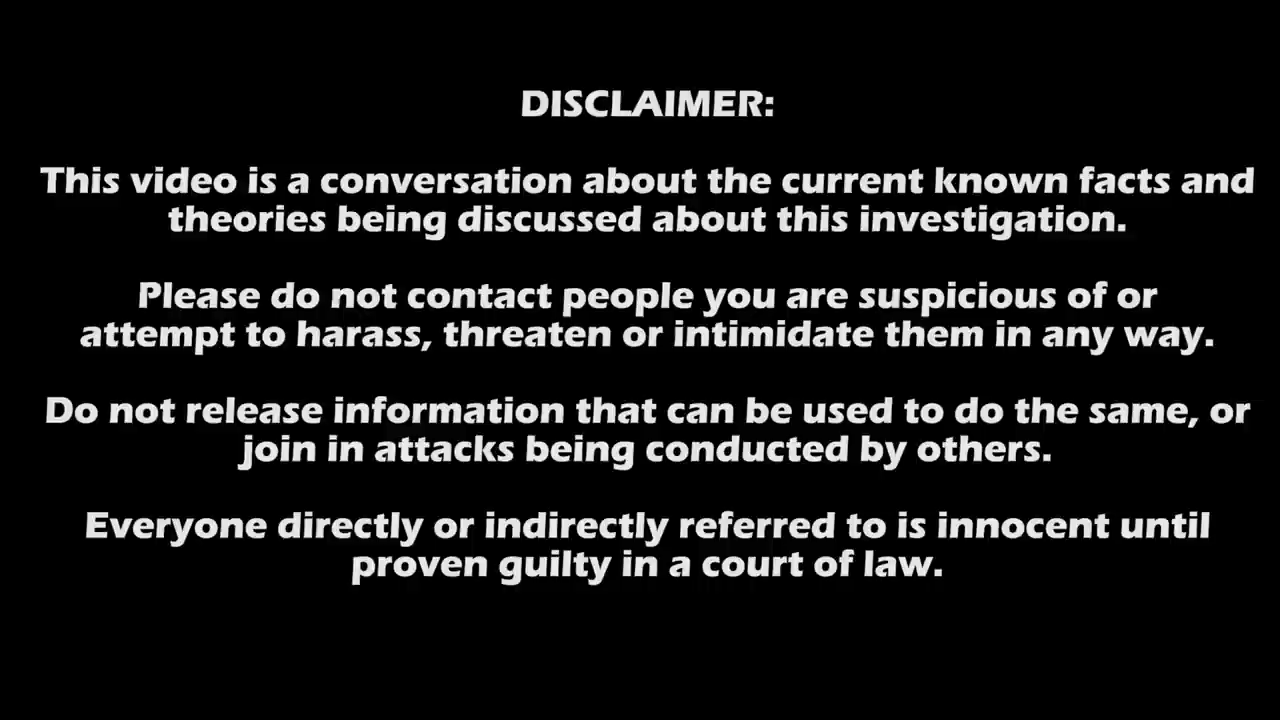 DISCLAIMER:
This video is a conversation about the current known facts and
theories being discussed about this investigation.
Please do not contact people you are suspicious of or
attempt to harass, threaten or intimidate them in any way.
Do not release information that can be used to do the same, or
join in attacks being conducted by others.
Everyone directly or indirectly referred to is innocent until
proven guilty in a court of law.